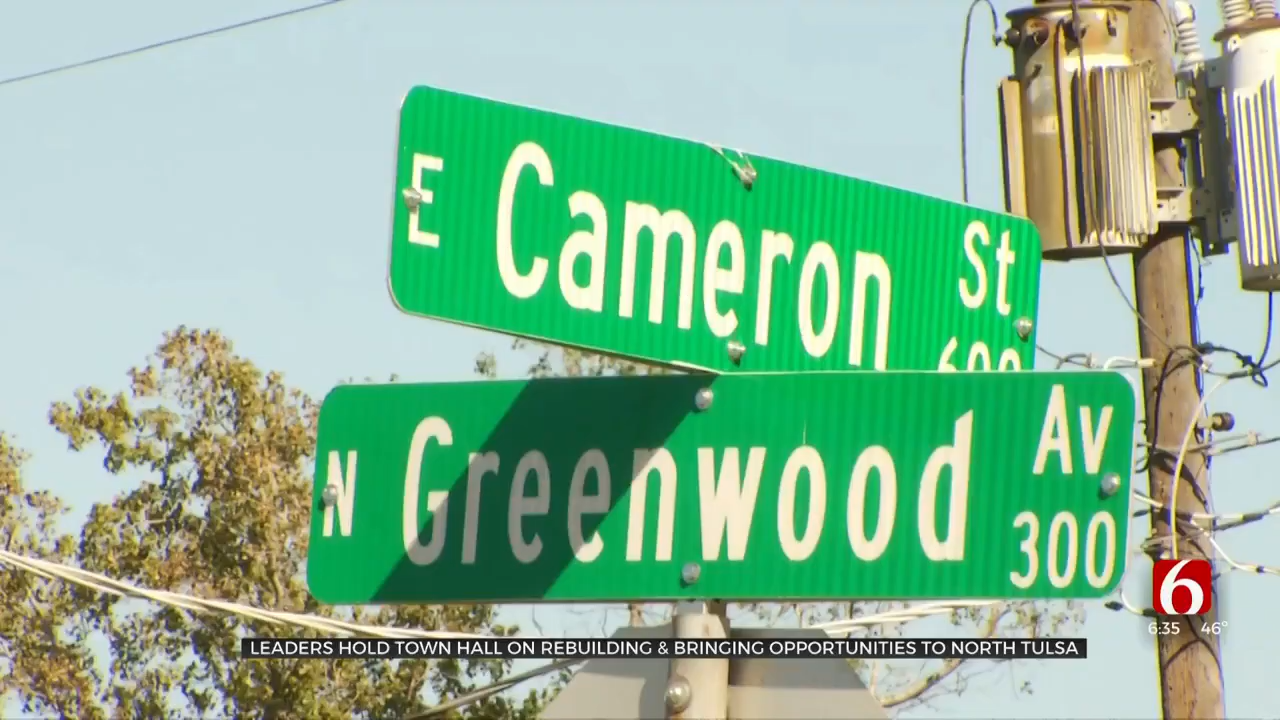 E Cameron St
600
N Greenwood Av
300
6
6:35 46°
LEADERS HOLD TOWN HALL ON REBUILDING & BRINGING OPPORTUNITIES TO NORTH TULSA